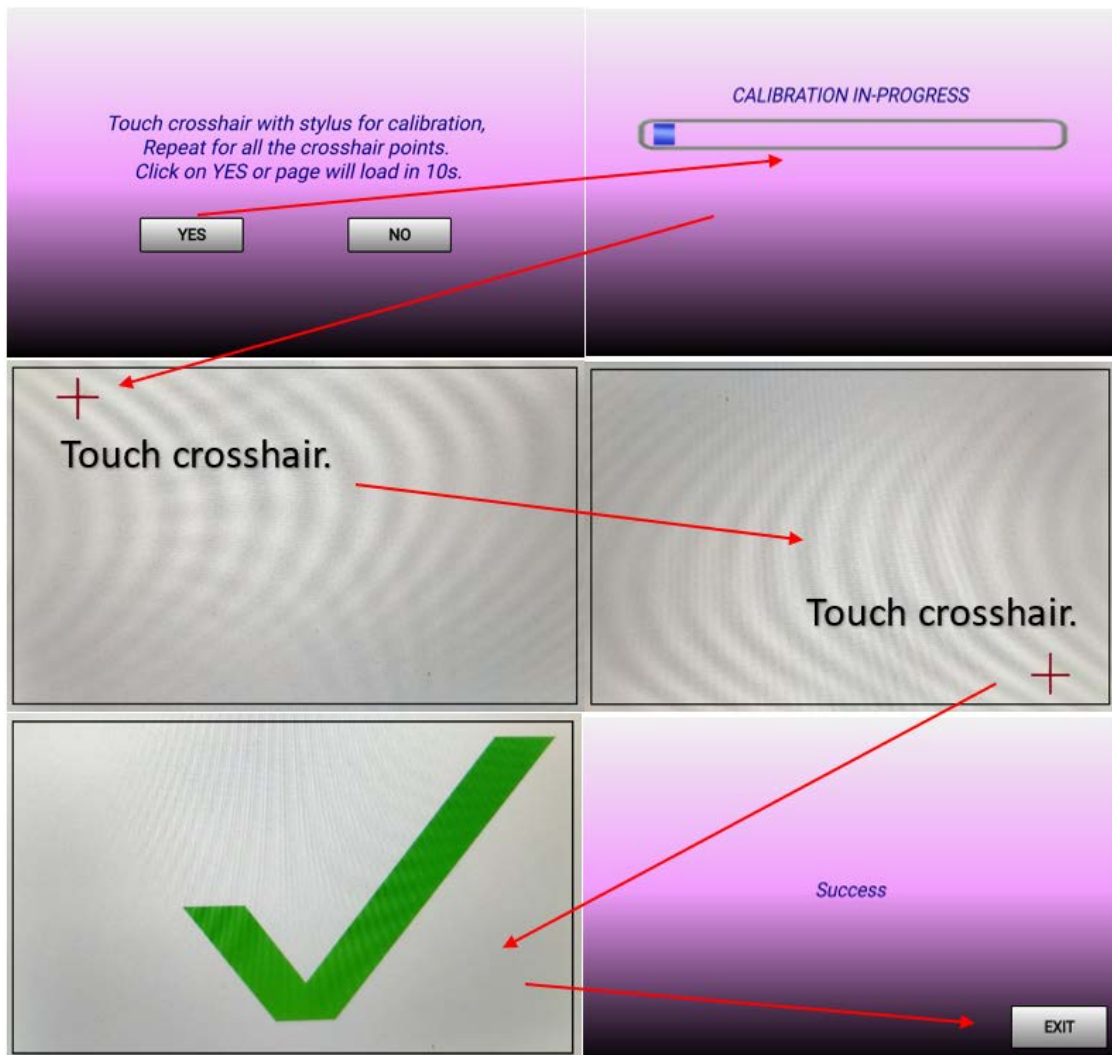 Touch crosshair with stylus for calibration,
Repeat for all the crosshair points.
Click on YES or page will load in 10s.
YES
NO
CALIBRATION IN-PROGRESS
Touch crosshair.
Touch crosshair.
Success
EXIT